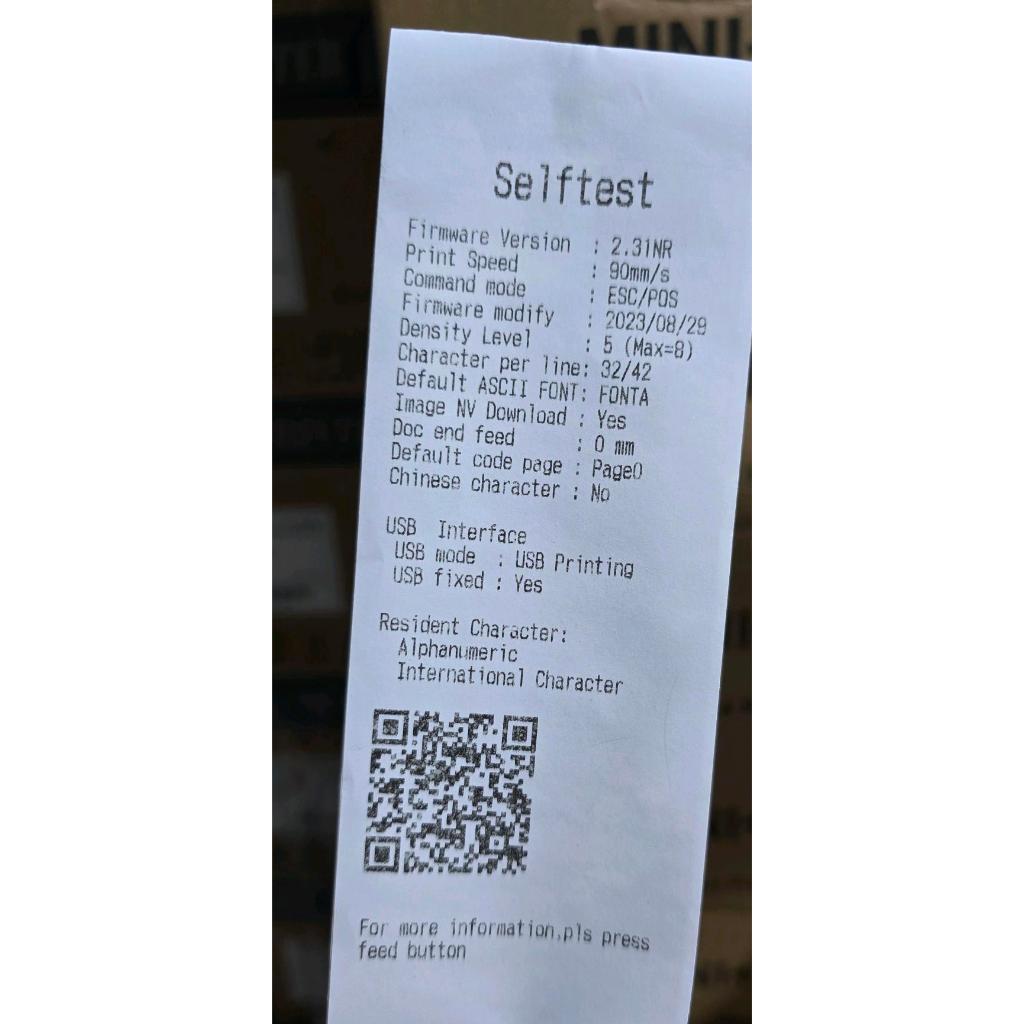 MINI-
Selftest
Firmware Version : 2.31NR
Print Speed : 90mm/s
Command mode : ESC/POS
Firmware modify : 2023/08/29
Density Level : 5 (Max=8)
Character per line: 32/42
Default ASCII FONT: FONTA
Image NV Download : Yes
Doc end feed : 0 mm
Default code page : Page0
Chinese character : No
USB Interface
USB mode : USB Printing
USB fixed : Yes
Resident Character:
Alphanumeric
International Character
For more information,pls press
feed button